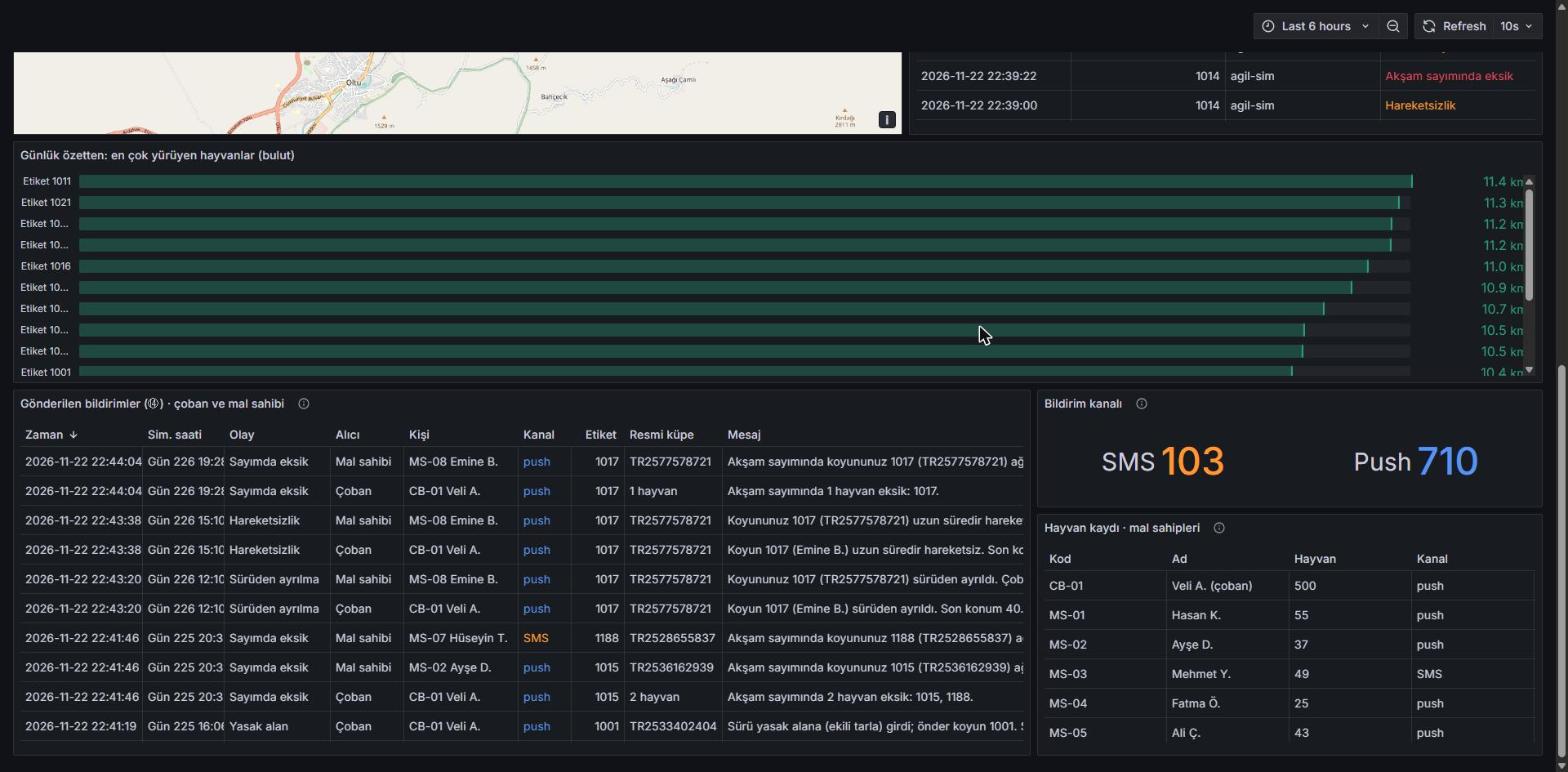 Last 6 hours Refresh 10s
Oltu
1458 m
Aşağı Çamlı
Bahçecik
1529 m
Kırdağı
2811 m
2026-11-22 22:39:22 1014 agil-sim Akşam sayımında eksik
2026-11-22 22:39:00 1014 agil-sim Hareketsizlik
Günlük özetten: en çok yürüyen hayvanlar (bulut)
Etiket 1011 11.4 km
Etiket 1021 11.3 km
Etiket 10... 11.2 km
Etiket 10... 11.2 km
Etiket 1016 11.0 km
Etiket 10... 10.9 km
Etiket 10... 10.7 km
Etiket 10... 10.5 km
Etiket 10... 10.5 km
Etiket 1001 10.4 km
Gönderilen bildirimler · çoban ve mal sahibi
Zaman ↓ Sim. saati Olay Alıcı Kişi Kanal Etiket Resmi küpe Mesaj
2026-11-22 22:44:04 Gün 226 19:28 Sayımda eksik Mal sahibi MS-08 Emine B. push 1017 TR2577578721 Akşam sayımında koyununuz 1017 (TR2577578721) ağ
2026-11-22 22:44:04 Gün 226 19:28 Sayımda eksik Çoban CB-01 Veli A. push 1017 1 hayvan Akşam sayımında 1 hayvan eksik: 1017.
2026-11-22 22:43:38 Gün 226 15:10 Hareketsizlik Mal sahibi MS-08 Emine B. push 1017 TR2577578721 Koyununuz 1017 (TR2577578721) uzun süredir hareke
2026-11-22 22:43:38 Gün 226 15:10 Hareketsizlik Çoban CB-01 Veli A. push 1017 TR2577578721 Koyun 1017 (Emine B.) uzun süredir hareketsiz. Son ko
2026-11-22 22:43:20 Gün 226 12:10 Sürüden ayrılma Mal sahibi MS-08 Emine B. push 1017 TR2577578721 Koyununuz 1017 (TR2577578721) sürüden ayrıldı. Çob
2026-11-22 22:43:20 Gün 226 12:10 Sürüden ayrılma Çoban CB-01 Veli A. push 1017 TR2577578721 Koyun 1017 (Emine B.) sürüden ayrıldı. Son konum 40.
2026-11-22 22:41:46 Gün 225 20:3 Sayımda eksik Mal sahibi MS-07 Hüseyin T. SMS 1188 TR2528655837 Akşam sayımında koyununuz 1188 (TR2528655837) a
2026-11-22 22:41:46 Gün 225 20:3 Sayımda eksik Mal sahibi MS-02 Ayşe D. push 1015 TR2536162939 Akşam sayımında koyununuz 1015 (TR2536162939) ağ
2026-11-22 22:41:46 Gün 225 20:3 Sayımda eksik Çoban CB-01 Veli A. push 1015 2 hayvan Akşam sayımında 2 hayvan eksik: 1015, 1188.
2026-11-22 22:41:19 Gün 225 16:06 Yasak alan Çoban CB-01 Veli A. push 1001 TR2533402404 Sürü yasak alana (ekili tarla) girdi; önder koyun 1001.
Bildirim kanalı
SMS 103 Push 710
Hayvan kaydı · mal sahipleri
Kod Ad Hayvan Kanal
CB-01 Veli A. (çoban) 500 push
MS-01 Hasan K. 55 push
MS-02 Ayşe D. 37 push
MS-03 Mehmet Y. 49 SMS
MS-04 Fatma Ö. 25 push
MS-05 Ali Ç. 43 push